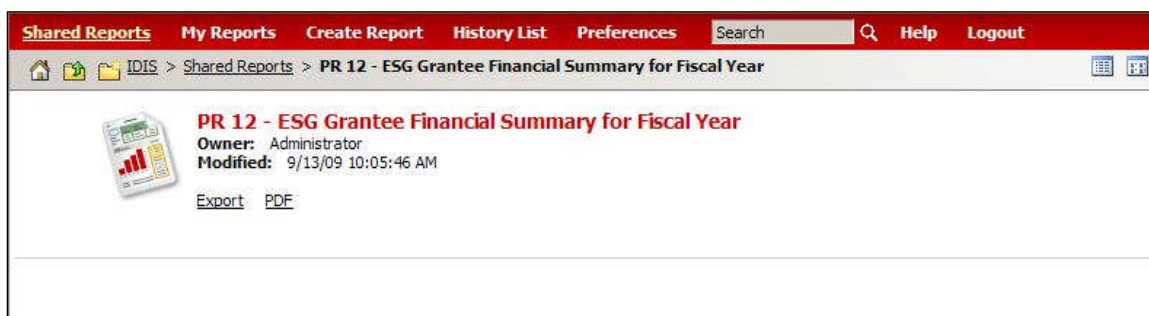 Shared Reports My Reports Create Report History List Preferences Search Help Logout
IDIS > Shared Reports > PR 12 - ESG Grantee Financial Summary for Fiscal Year
PR 12 - ESG Grantee Financial Summary for Fiscal Year
Owner: Administrator
Modified: 9/13/09 10:05:46 AM
Export PDF